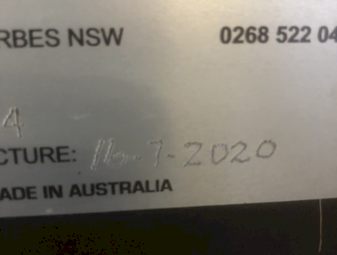 RBES NSW 0268 522 04
4
CTURE: Nov-7-2020
ADE IN AUSTRALIA